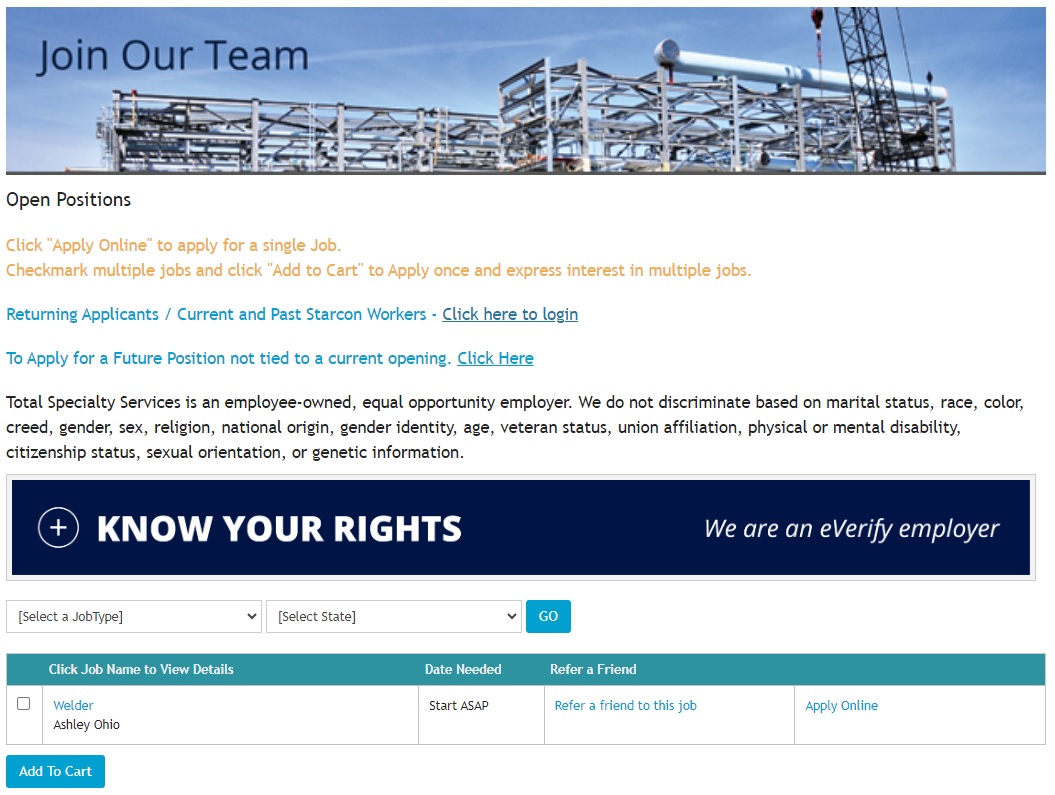 Join Our Team
Open Positions
Click "Apply Online" to apply for a single Job.
Checkmark multiple jobs and click "Add to Cart" to Apply once and express interest in multiple jobs.
Returning Applicants / Current and Past Starcon Workers - Click here to login
To Apply for a Future Position not tied to a current opening. Click Here
Total Specialty Services is an employee-owned, equal opportunity employer. We do not discriminate based on marital status, race, color,
creed, gender, sex, religion, national origin, gender identity, age, veteran status, union affiliation, physical or mental disability,
citizenship status, sexual orientation, or genetic information.
KNOW YOUR RIGHTS We are an eVerify employer
[Select a JobType] [Select State] GO
Click Job Name to View Details Date Needed Refer a Friend
Welder Start ASAP Refer a friend to this job Apply Online
Ashley Ohio
Add To Cart